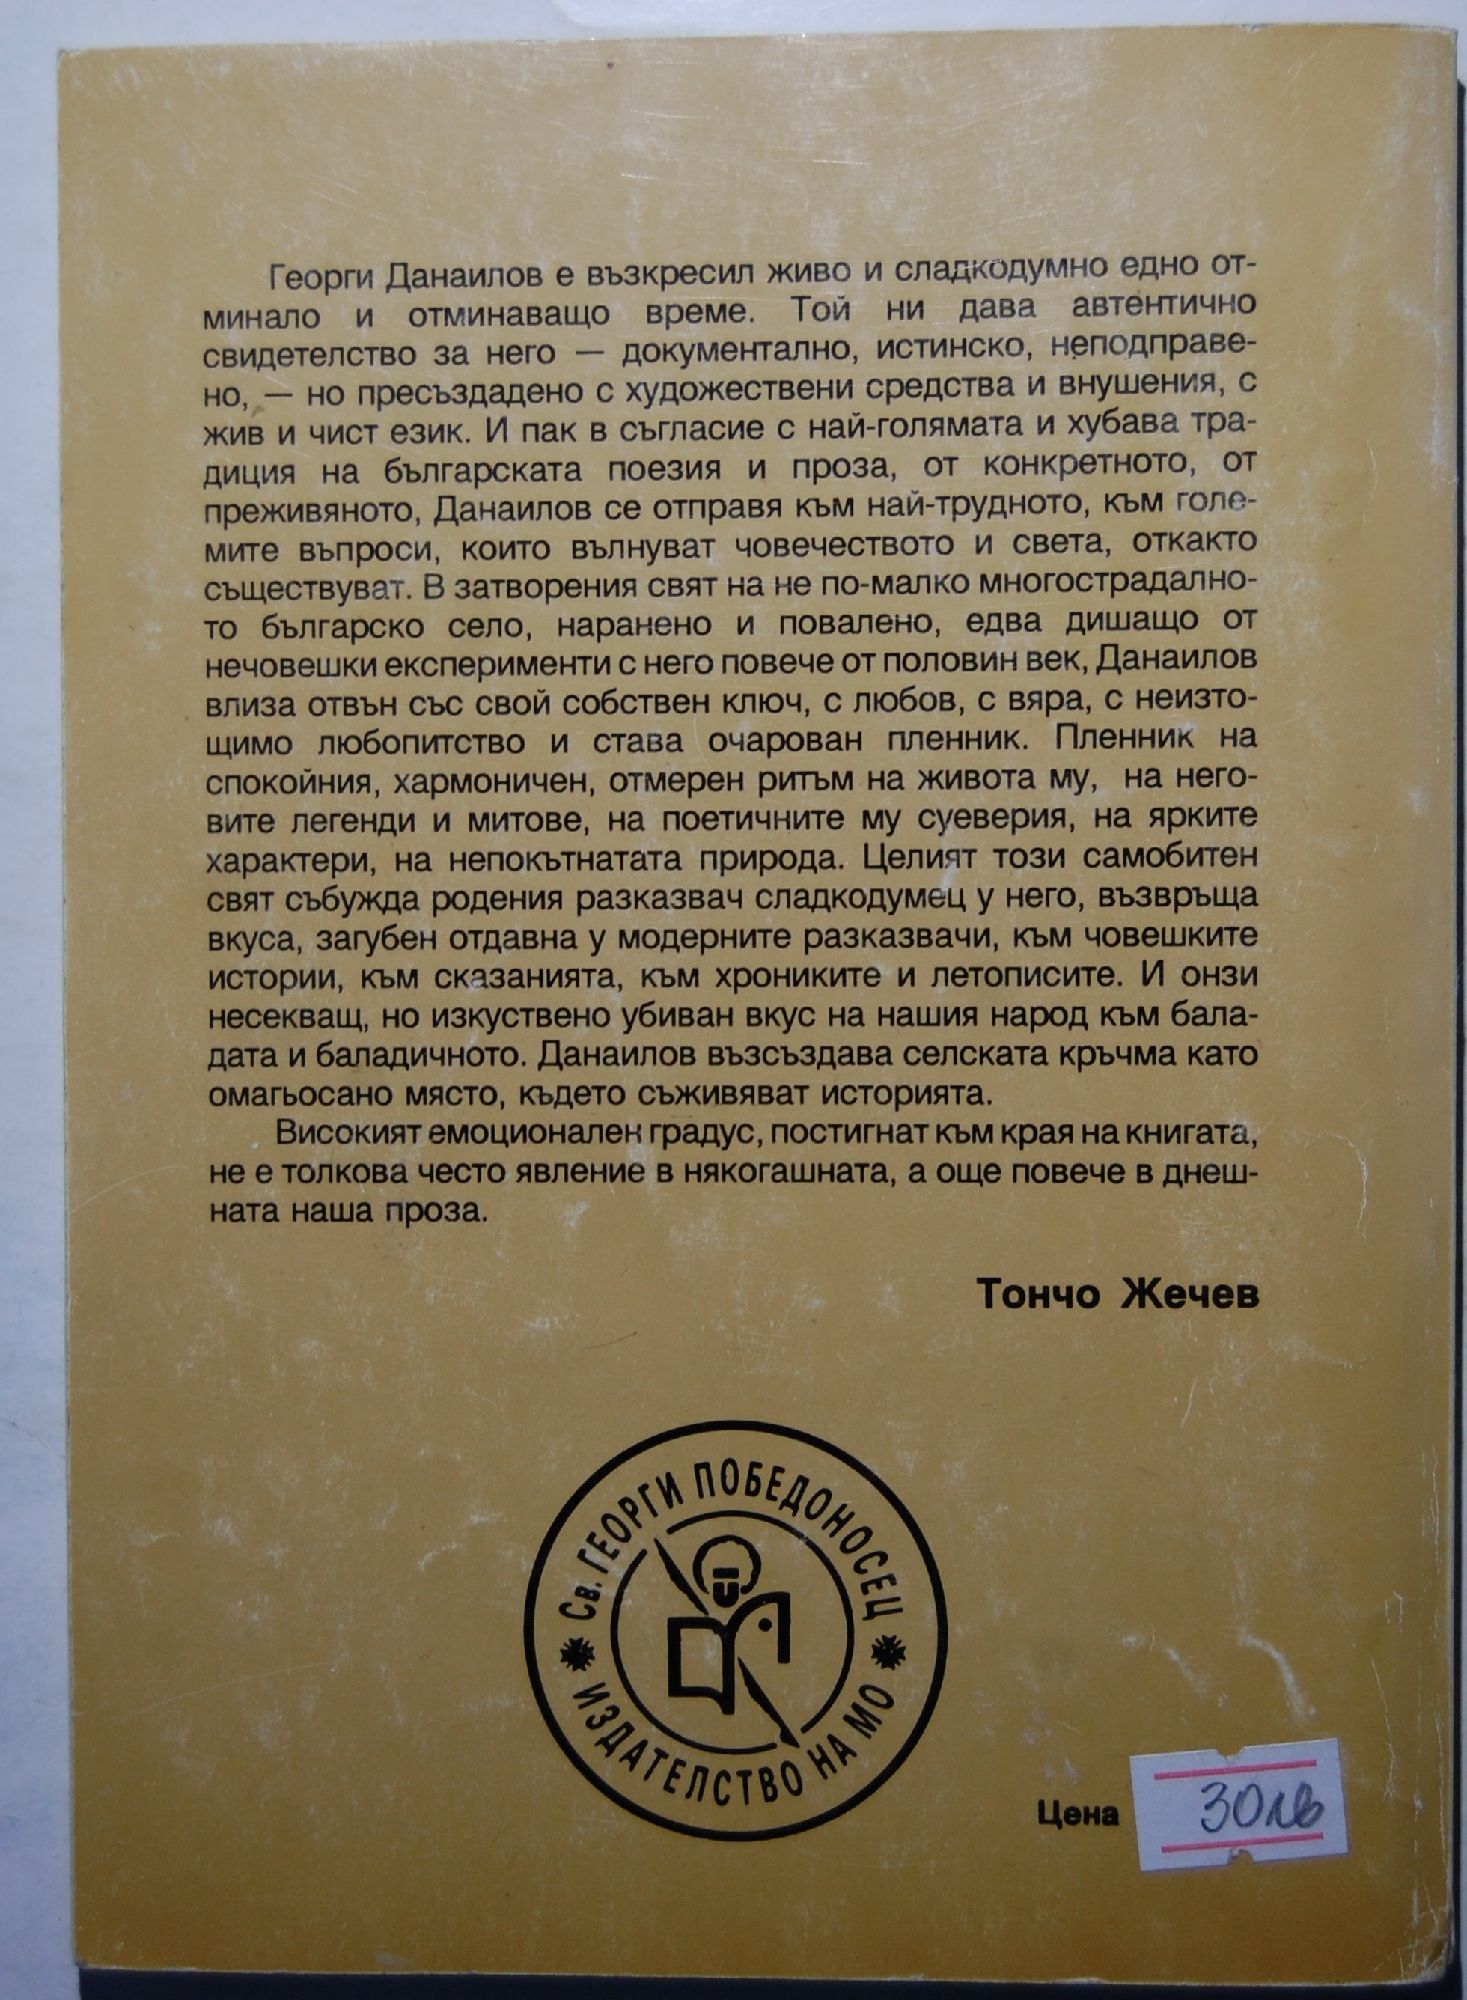 Георги Данаилов е възкресил живо и сладкодумно едно от-
минало и отминаващо време. Той ни дава автентично
свидетелство за него — документално, истинско, неподправе-
но, — но пресъздадено с художествени средства и внушения, с
жив и чист език. И пак в съгласие с най-голямата и хубава тра-
диция на българската поезия и проза, от конкретното, от
преживяното, Данаилов се отправя към най-трудното, към голе-
мите въпроси, които вълнуват човечеството и света, откакто
съществуват. В затворения свят на не по-малко многострадално-
то българско село, наранено и повалено, едва дишащо от
нечовешки експерименти с него повече от половин век, Данаилов
влиза отвън със свой собствен ключ, с любов, с вяра, с неизто-
щимо любопитство и става очарован пленник. Пленник на
спокойния, хармоничен, отмерен ритъм на живота му, на него-
вите легенди и митове, на поетичните му суеверия, на ярките
характери, на непокътнатата природа. Целият този самобитен
свят събужда родения разказвач сладкодумец у него, възвръща
вкуса, загубен отдавна у модерните разказвачи, към човешките
истории, към сказанията, към хрониките и летописите. И онзи
несекващ, но изкуствено убиван вкус на нашия народ към бала-
дата и баладичното. Данаилов възсъздава селската кръчма като
омагьосано място, където съживяват историята.
Високият емоционален градус, постигнат към края на книгата,
не е толкова често явление в някогашната, а още повече в днеш-
ната наша проза.
Тончо Жечев
Св. ГЕОРГИ ПОБЕДОНОСЕЦ
ИЗДАТЕЛСТВО НА МО
Цена 30лв